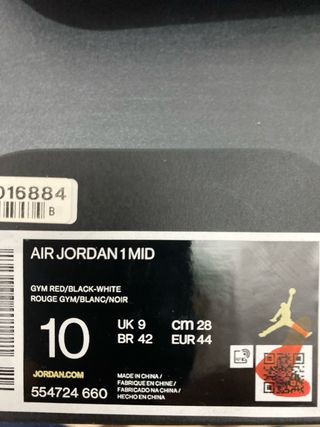 016884
B
AIR JORDAN 1 MID
GYM RED/BLACK-WHITE
ROUGE GYM/BLANC/NOIR
10
UK 9 cm 28
BR 42 EUR 44
JORDAN.COM
554724 660
MADE IN CHINA/
FABRIQUE EN CHINE/
FABRICADO NA CHINA/
HECHO EN CHINA